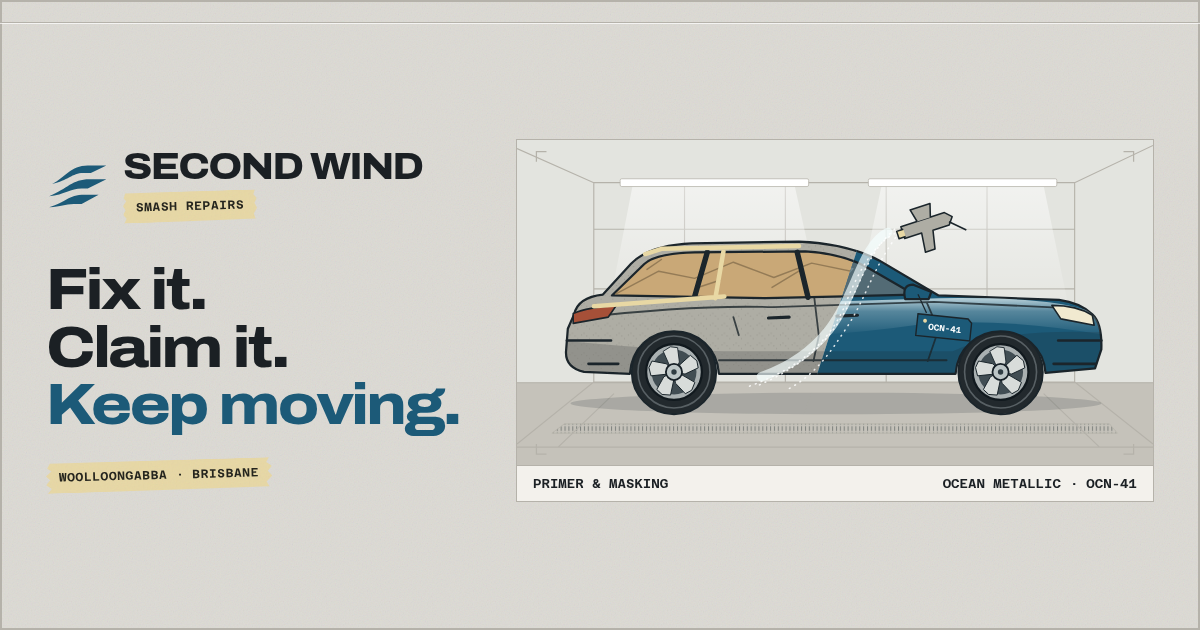 SECOND WIND
SMASH REPAIRS
Fix it.
Claim it.
Keep moving.
WOOLLOONGABBA · BRISBANE
OCN-41
PRIMER & MASKING
OCEAN METALLIC · OCN-41